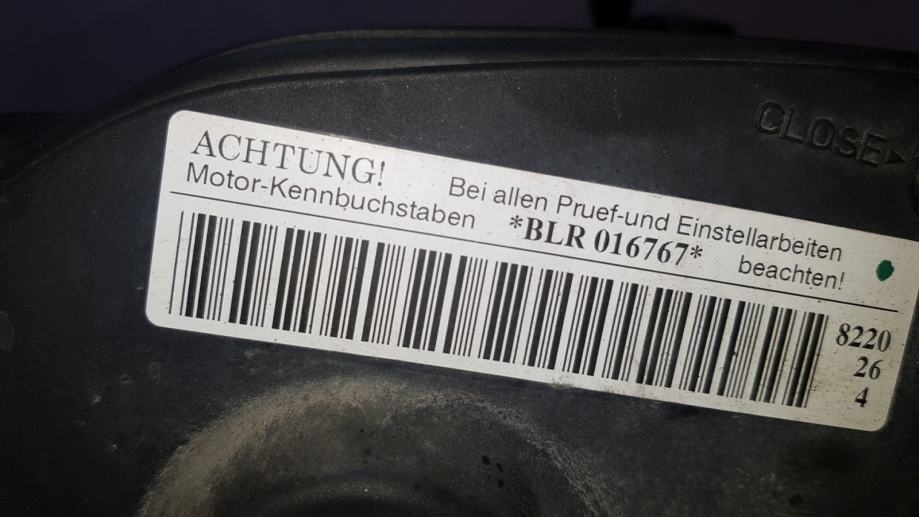 CLOSE
ACHTUNG! Bei allen Pruef-und Einstellarbeiten
Motor-Kennbuchstaben *BLR 016767* beachten!
8220
26
4